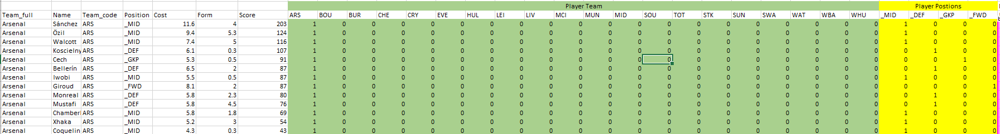 Player Team Player Postions
Team_full Name Team_code Position Cost Form Score ARS BOU BUR CHE CRY EVE HUL LEI LIV MCI MUN MID SOU TOT STK SUN SWA WAT WBA WHU _MID _DEF _GKP _FWD
Arsenal Sánchez ARS _MID 11.6 4 203 1 0 0 0 0 0 0 0 0 0 0 0 0 0 0 0 0 0 0 0 1 0 0 0
Arsenal Özil ARS _MID 9.4 5.3 124 1 0 0 0 0 0 0 0 0 0 0 0 0 0 0 0 0 0 0 0 1 0 0 0
Arsenal Walcott ARS _MID 7.4 5 116 1 0 0 0 0 0 0 0 0 0 0 0 0 0 0 0 0 0 0 0 1 0 0 0
Arsenal Koscielny ARS _DEF 6.1 0.3 107 1 0 0 0 0 0 0 0 0 0 0 0 0 0 0 0 0 0 0 0 0 1 0 0
Arsenal Cech ARS _GKP 5.3 0.5 91 1 0 0 0 0 0 0 0 0 0 0 0 0 0 0 0 0 0 0 0 0 0 1 0
Arsenal Bellerín ARS _DEF 6.5 2 87 1 0 0 0 0 0 0 0 0 0 0 0 0 0 0 0 0 0 0 0 0 1 0 0
Arsenal Iwobi ARS _MID 5.5 0.5 87 1 0 0 0 0 0 0 0 0 0 0 0 0 0 0 0 0 0 0 0 1 0 0 0
Arsenal Giroud ARS _FWD 8.1 2 87 1 0 0 0 0 0 0 0 0 0 0 0 0 0 0 0 0 0 0 0 0 0 0 1
Arsenal Monreal ARS _DEF 5.8 2.3 80 1 0 0 0 0 0 0 0 0 0 0 0 0 0 0 0 0 0 0 0 0 1 0 0
Arsenal Mustafi ARS _DEF 5.8 4.5 76 1 0 0 0 0 0 0 0 0 0 0 0 0 0 0 0 0 0 0 0 0 1 0 0
Arsenal Chamber ARS _MID 5.8 1.8 69 1 0 0 0 0 0 0 0 0 0 0 0 0 0 0 0 0 0 0 0 1 0 0 0
Arsenal Xhaka ARS _MID 5.2 3 54 1 0 0 0 0 0 0 0 0 0 0 0 0 0 0 0 0 0 0 0 1 0 0 0
Arsenal Coquelin ARS _MID 4.3 0.3 43 1 0 0 0 0 0 0 0 0 0 0 0 0 0 0 0 0 0 0 0 1 0 0 0